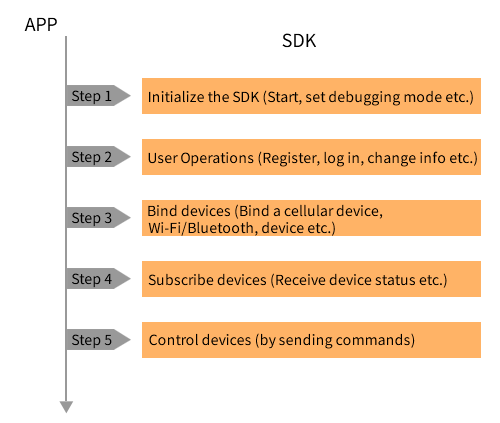 APP
SDK
Step 1
Initialize the SDK (Start, set debugging mode etc.)
Step 2
User Operations (Register, log in, change info etc.)
Step 3
Bind devices (Bind a cellular device,
Wi-Fi/Bluetooth, device etc.)
Step 4
Subscribe devices (Receive device status etc.)
Step 5
Control devices (by sending commands)